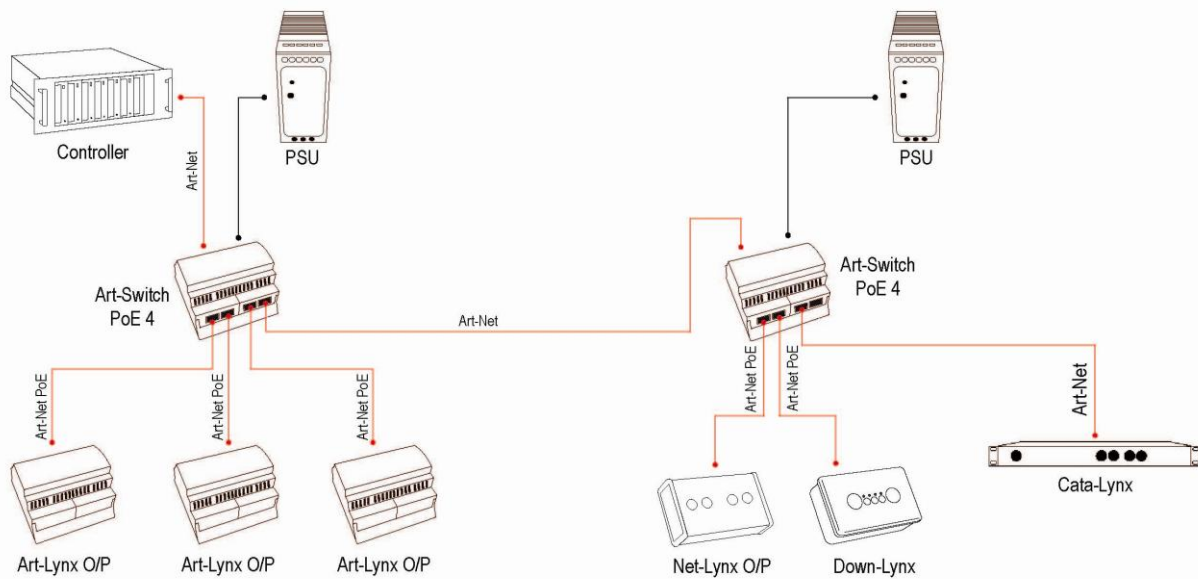 Controller
PSU
PSU
Art-Net
Art-Switch
PoE 4
Art-Switch
PoE 4
Art-Net
Art-Net PoE
Art-Net PoE
Art-Net PoE
Art-Net PoE
Art-Net PoE
Art-Net
Art-Lynx O/P
Art-Lynx O/P
Art-Lynx O/P
Net-Lynx O/P
Down-Lynx
Cata-Lynx